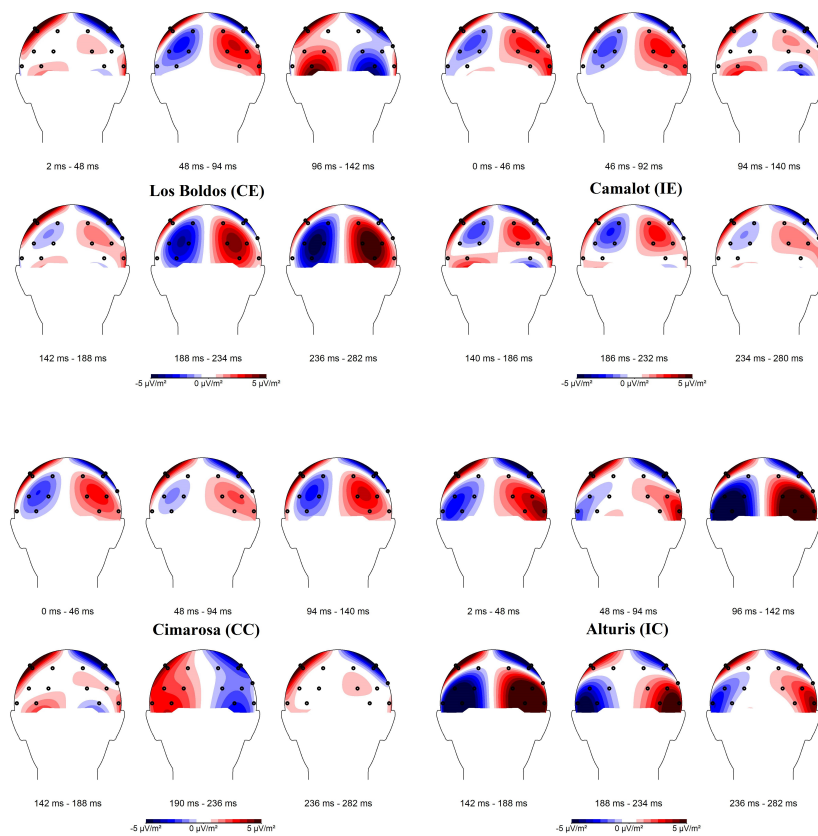 2 ms - 48 ms
48 ms - 94 ms
96 ms - 142 ms
Los Boldos (CE)
142 ms - 188 ms
188 ms - 234 ms
236 ms - 282 ms
-5 µV/m²
0 µV/m²
5 µV/m²
0 ms - 46 ms
46 ms - 92 ms
94 ms - 140 ms
Camalot (IE)
140 ms - 186 ms
186 ms - 232 ms
234 ms - 280 ms
-5 µV/m²
0 µV/m²
5 µV/m²
0 ms - 46 ms
48 ms - 94 ms
94 ms - 140 ms
Cimarosa (CC)
142 ms - 188 ms
190 ms - 236 ms
236 ms - 282 ms
-5 µV/m²
0 µV/m²
5 µV/m²
2 ms - 48 ms
48 ms - 94 ms
96 ms - 142 ms
Alturis (IC)
142 ms - 188 ms
188 ms - 234 ms
236 ms - 282 ms
-5 µV/m²
0 µV/m²
5 µV/m²